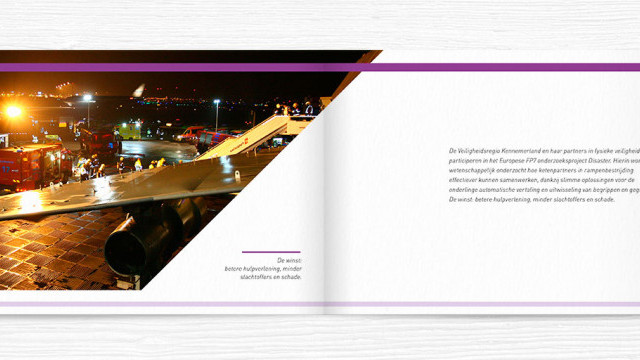 De winst:
betere hulpverlening, minder
slachtoffers en schade.
De Veiligheidsregio Kennemerland en haar partners in fysieke veiligheid
participeren in het Europese FP7 onderzoeksproject Disaster. Hierin wor
wetenschappelijk onderzocht hoe ketenpartners in rampenbestrijding
effectiever kunnen samenwerken, dankzij slimme oplossingen voor de
onderlinge automatische vertaling en uitwisseling van begrippen en
De winst: betere hulpverlening, minder slachtoffers en schade.